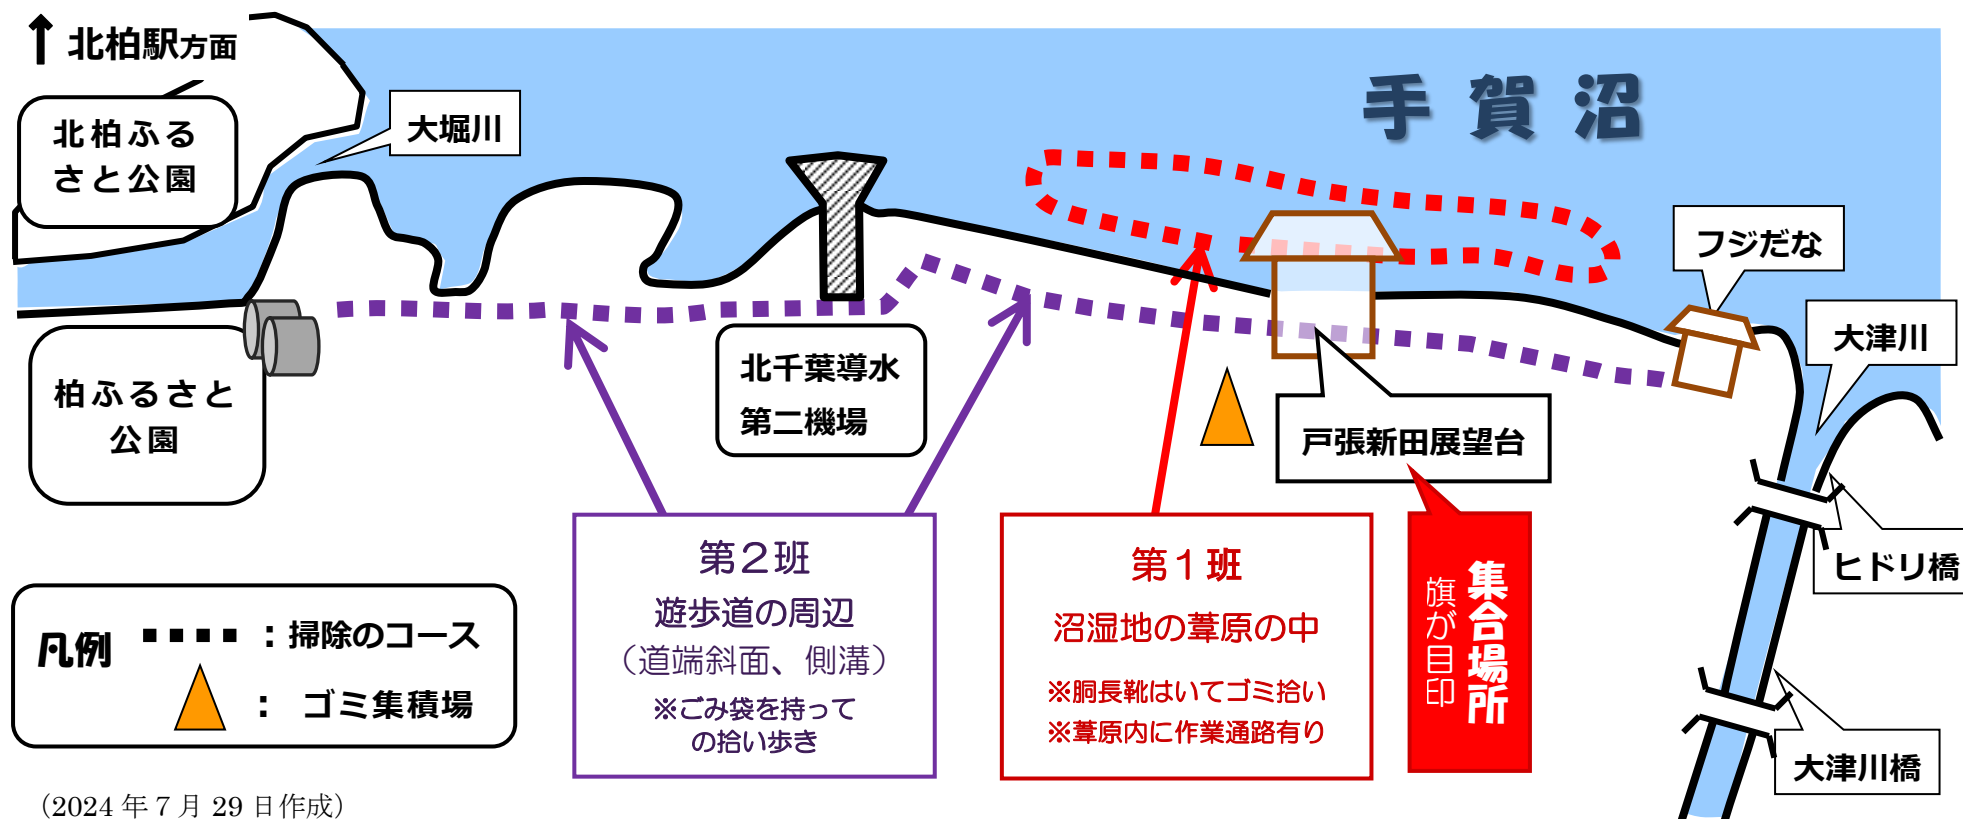 北柏駅方面
北柏ふる
さと公園
大堀川
手賀沼
フジだな
大津川
柏ふるさと
公園
北千葉導水
第二機場
戸張新田展望台
第２班
遊歩道の周辺
（道端斜面、側溝）
※ごみ袋を持って
の拾い歩き
第１班
沼湿地の葦原の中
※胴長靴はいてゴミ拾い
※葦原内に作業通路有り
集合場所
旗が目印
ヒドリ橋
大津川橋
凡例
：掃除のコース
：ゴミ集積場
（2024年７月29日作成）